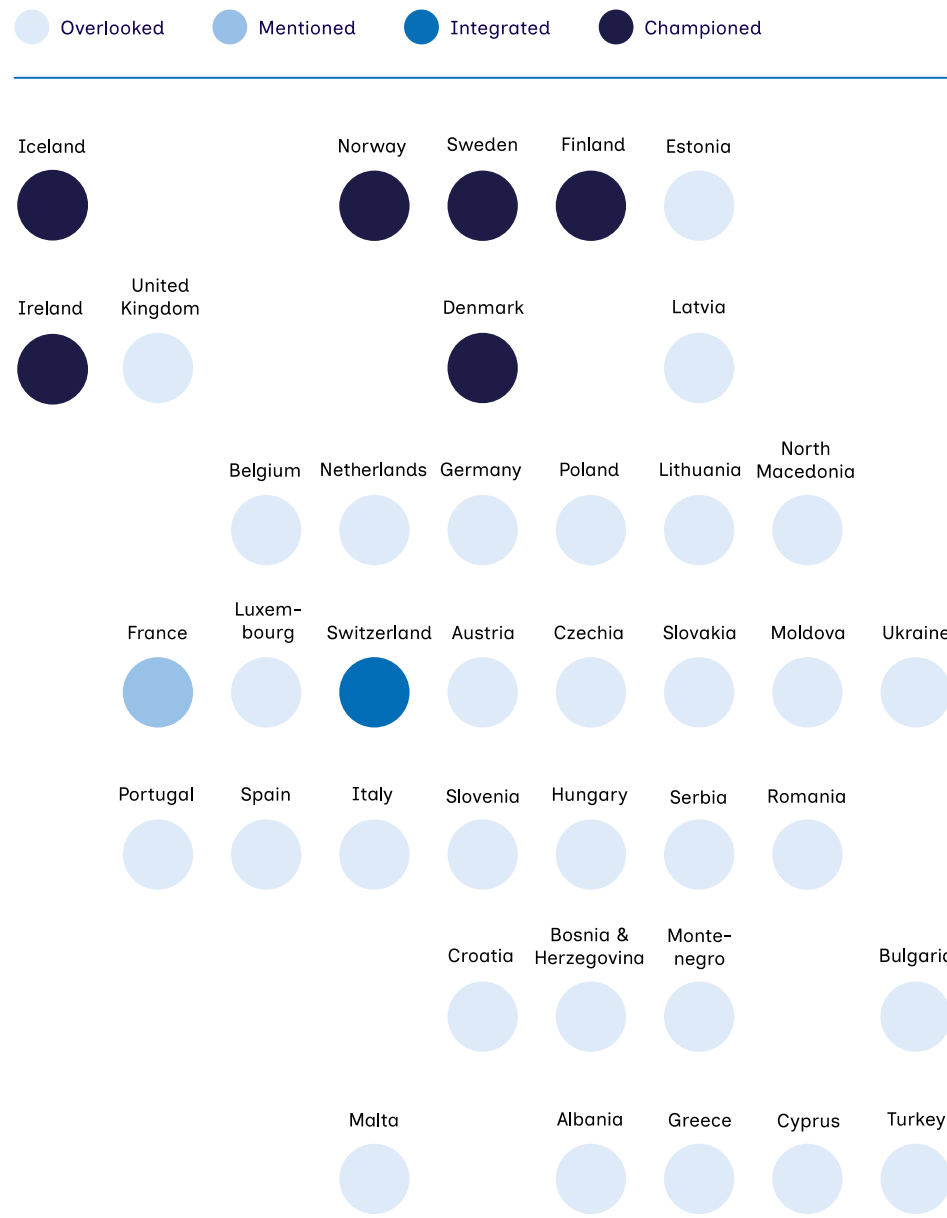 Overlooked
Mentioned
Integrated
Championed
Iceland
Norway
Sweden
Finland
Estonia
Ireland
United
Kingdom
Denmark
Latvia
Belgium
Netherlands
Germany
Poland
Lithuania
North
Macedonia
France
Luxem-
bourg
Switzerland
Austria
Czechia
Slovakia
Moldova
Ukraine
Portugal
Spain
Italy
Slovenia
Hungary
Serbia
Romania
Croatia
Bosnia &
Herzegovina
Monte-
negro
Bulgaria
Malta
Albania
Greece
Cyprus
Turkey